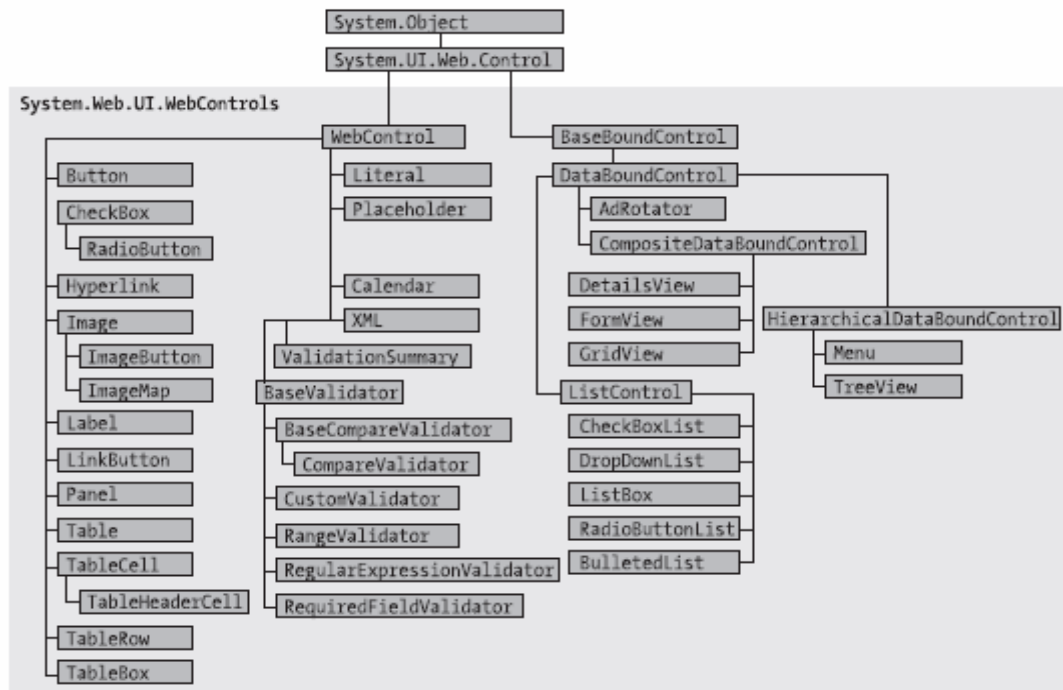 System.Object
System.UI.Web.Control
System.Web.UI.WebControls
WebControl
BaseBoundControl
Button
Literal
DataBoundControl
CheckBox
Placeholder
AdRotator
RadioButton
CompositeDataBoundControl
Hyperlink
Calendar
DetailsView
Image
XML
FormView
HierarchicalDataBoundControl
ImageButton
ValidationSummary
GridView
Menu
ImageMap
BaseValidator
ListControl
TreeView
Label
BaseCompareValidator
CheckBoxList
LinkButton
CompareValidator
DropDownList
Panel
CustomValidator
ListBox
Table
RangeValidator
RadioButtonList
TableCell
RegularExpressionValidator
BulletedList
TableHeaderCell
RequiredFieldValidator
TableRow
TableBox